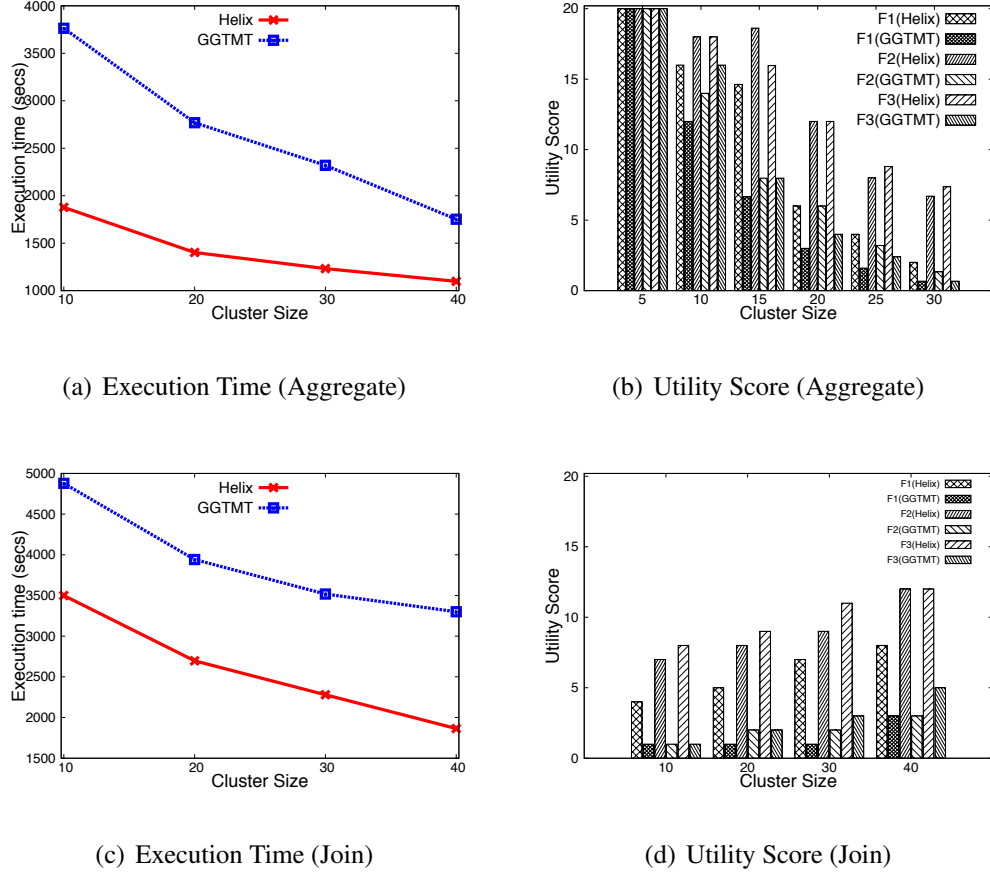 4000
3500
3000
2500
2000
1500
1000
Execution time (secs)
Helix
GGTMT
10
20
30
40
Cluster Size
(a) Execution Time (Aggregate)
20
15
10
5
0
Utility Score
F1(Helix)
F1(GGTMT)
F2(Helix)
F2(GGTMT)
F3(Helix)
F3(GGTMT)
5
10
15
20
25
30
Cluster Size
(b) Utility Score (Aggregate)
5000
4500
4000
3500
3000
2500
2000
1500
Execution time (secs)
Helix
GGTMT
10
20
30
40
Cluster Size
(c) Execution Time (Join)
20
15
10
5
0
Utility Score
F1(Helix)
F1(GGTMT)
F2(Helix)
F2(GGTMT)
F3(Helix)
F3(GGTMT)
10
20
30
40
Cluster Size
(d) Utility Score (Join)